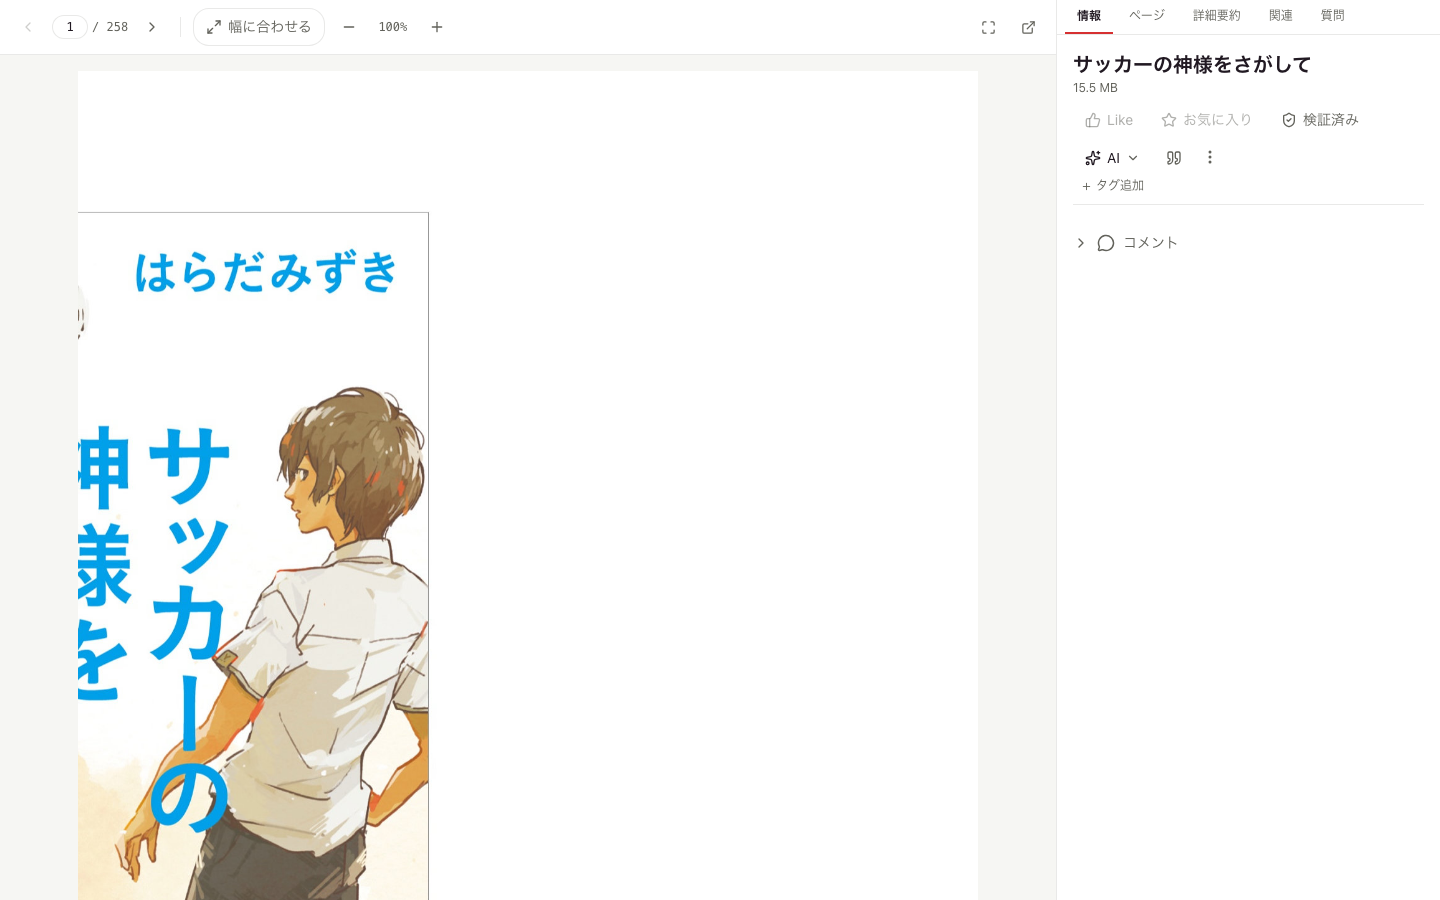 1 / 258
幅に合わせる
100%
はらだみずき
サッカーの
神様を
情報
ページ
詳細要約
関連
質問
サッカーの神様をさがして
15.5 MB
Like
お気に入り
検証済み
AI
+ タグ追加
コメント